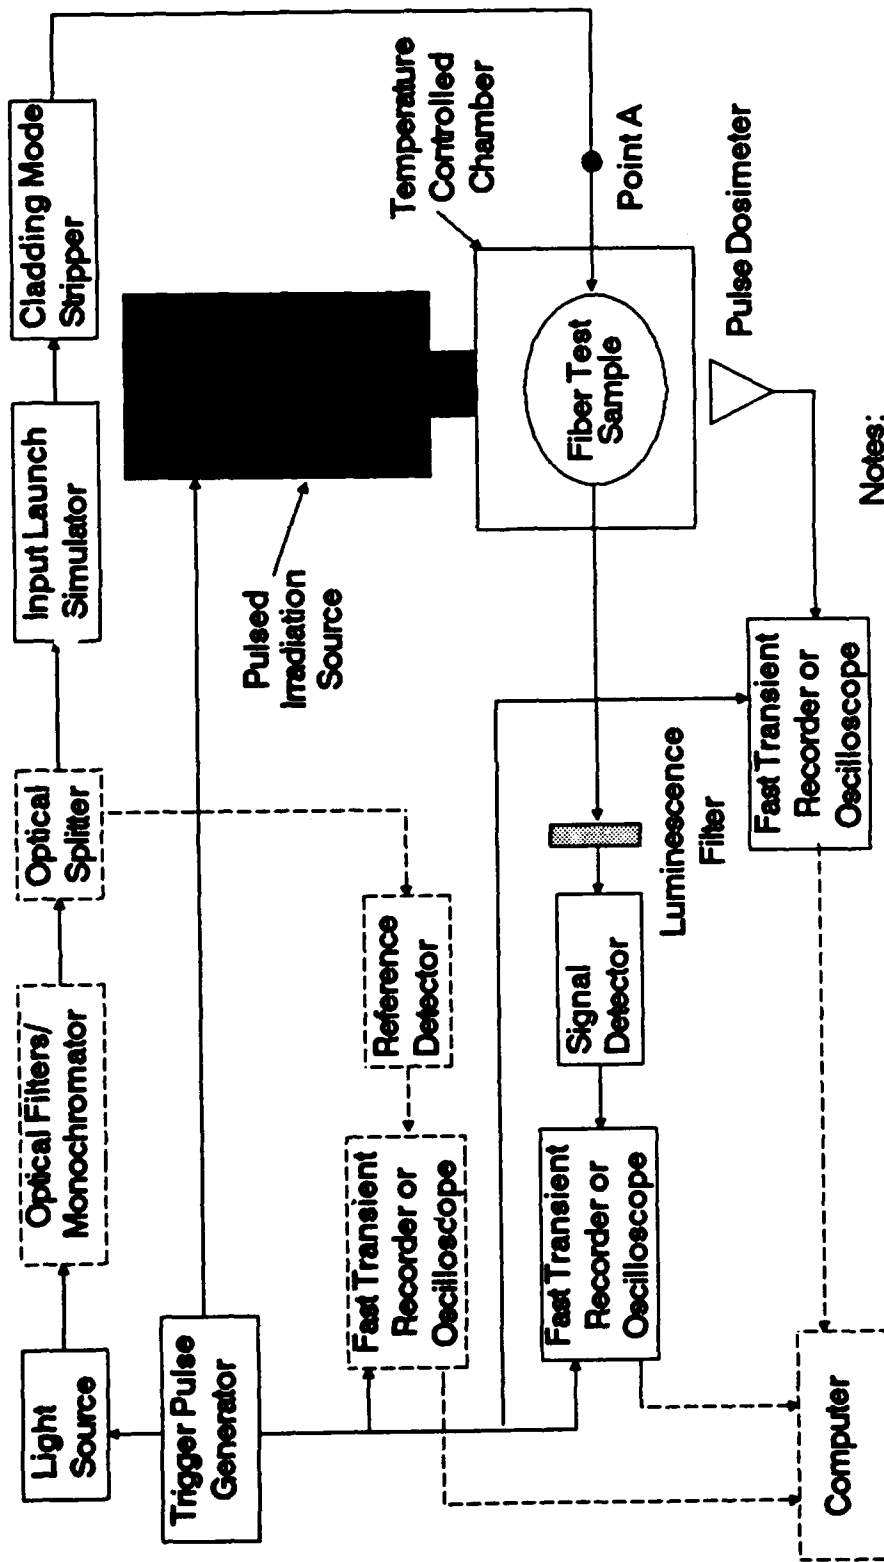 Light
Source
Optical Filters/
Monochromator
Optical
Splitter
Input Launch
Simulator
Cladding Mode
Stripper
Trigger Pulse
Generator
Pulsed
Irradiation
Source
Temperature
Controlled
Chamber
Fast Transient
Recorder or
Oscilloscope
Reference
Detector
Fiber Test
Sample
Point A
Fast Transient
Recorder or
Oscilloscope
Signal
Detector
Luminescence
Filter
Pulse Dosimeter
Fast Transient
Recorder or
Oscilloscope
Computer
Notes: